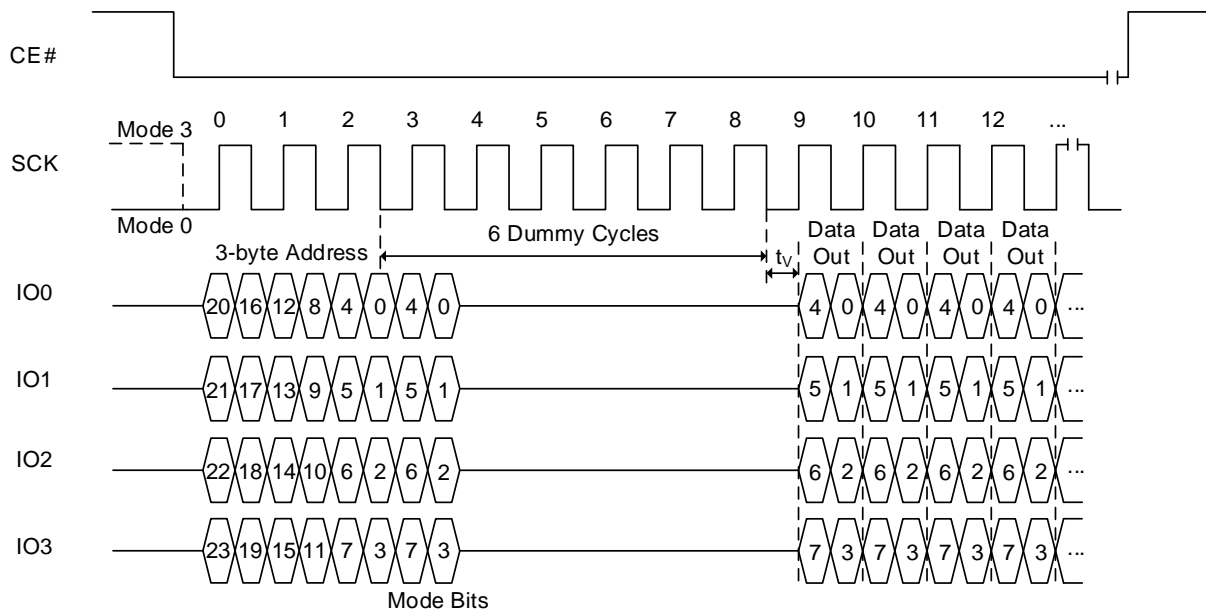 CE#
0 1 2 3 4 5 6 7 8 9 10 11 12 ...
Mode 3
SCK
Mode 0
6 Dummy Cycles
Data Out Data Out Data Out Data Out
3-byte Address
tV
IO0 20 16 12 8 4 0 4 0 4 0 4 0 4 0 4 0 ...
IO1 21 17 13 9 5 1 5 1 5 1 5 1 5 1 5 1 ...
IO2 22 18 14 10 6 2 6 2 6 2 6 2 6 2 6 2 ...
IO3 23 19 15 11 7 3 7 3 7 3 7 3 7 3 7 3 ...
Mode Bits